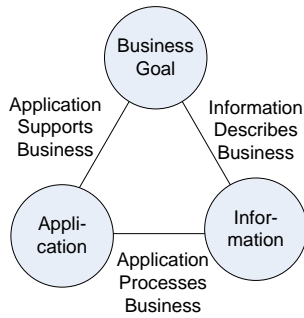 Business
Goal
Application
Supports
Business
Information
Describes
Business
Appli-
cation
Infor-
mation
Application
Processes
Business